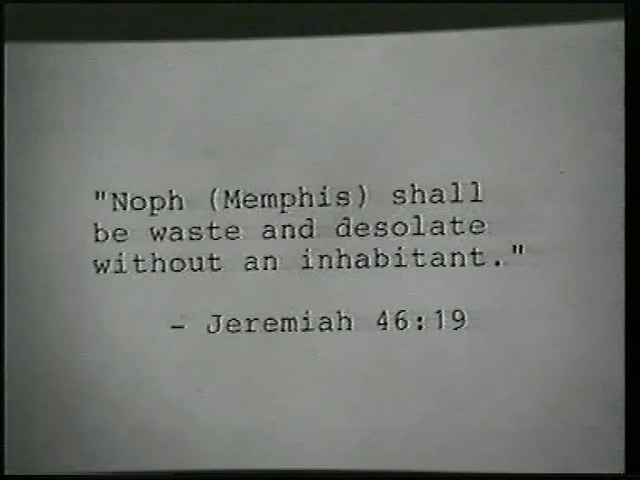 "Noph (Memphis) shall
be waste and desolate
without an inhabitant."
- Jeremiah 46:19